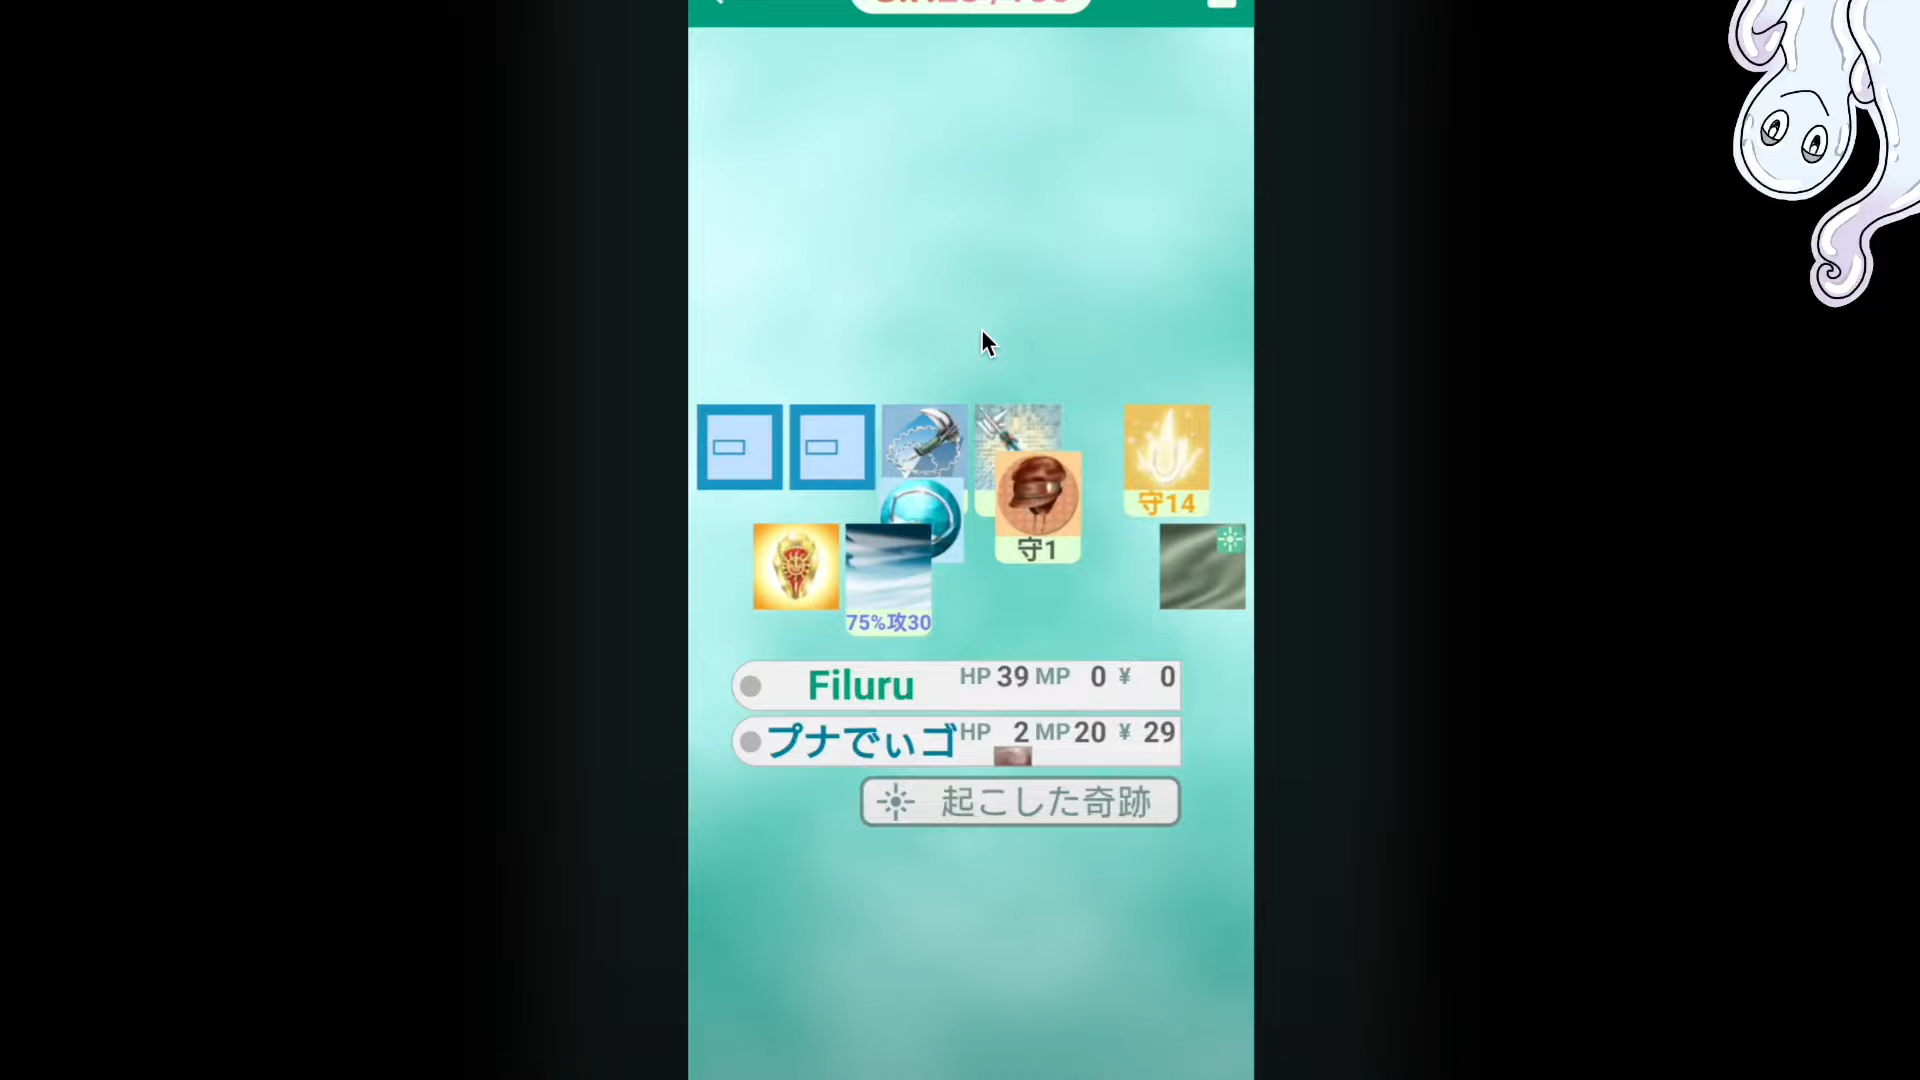 守14
守1
75%攻30
Filuru HP 39 MP 0 ¥ 0
プナでぃゴ HP 2 MP 20 ¥ 29
起こした奇跡